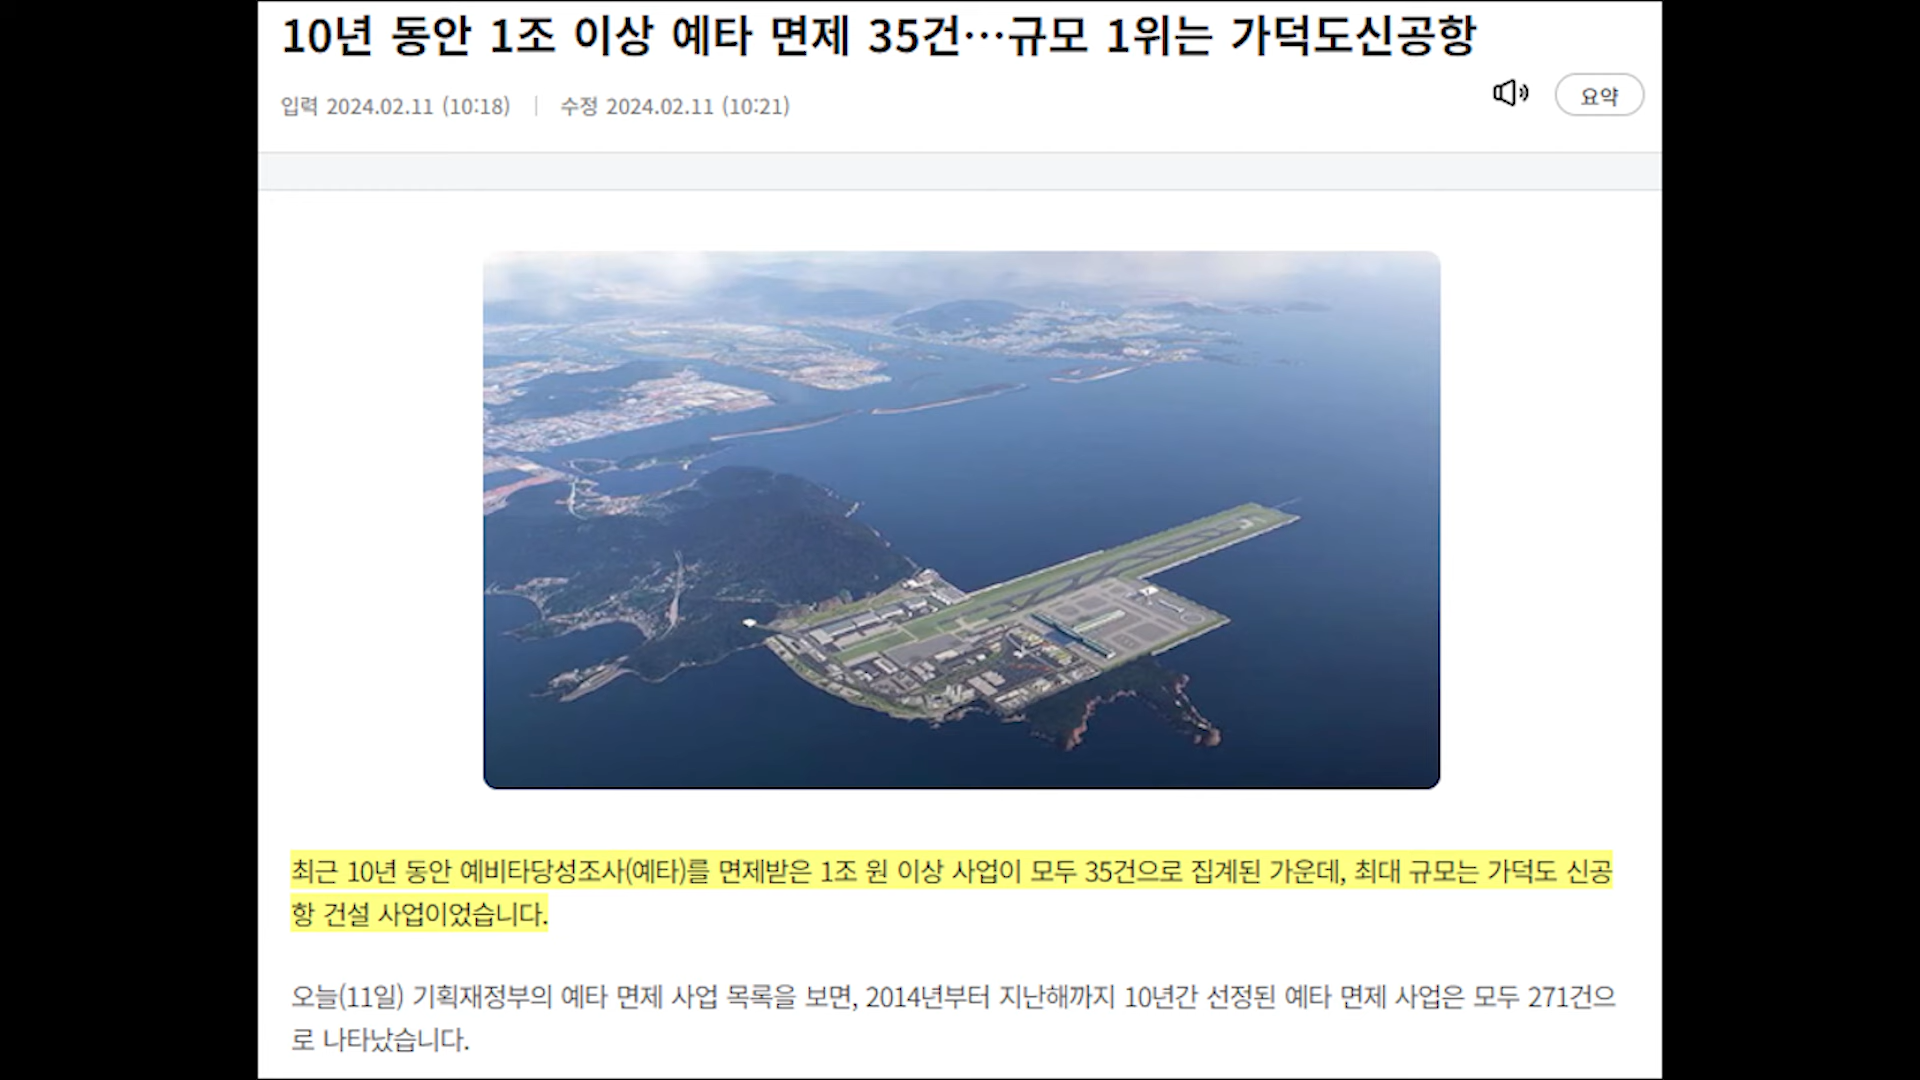 10년 동안 1조 이상 예타 면제 35건…규모 1위는 가덕도신공항
입력 2024.02.11 (10:18) | 수정 2024.02.11 (10:21)
요약
최근 10년 동안 예비타당성조사(예타)를 면제받은 1조 원 이상 사업이 모두 35건으로 집계된 가운데, 최대 규모는 가덕도 신공
항 건설 사업이었습니다.
오늘(11일) 기획재정부의 예타 면제 사업 목록을 보면, 2014년부터 지난해까지 10년간 선정된 예타 면제 사업은 모두 271건으
로 나타났습니다.